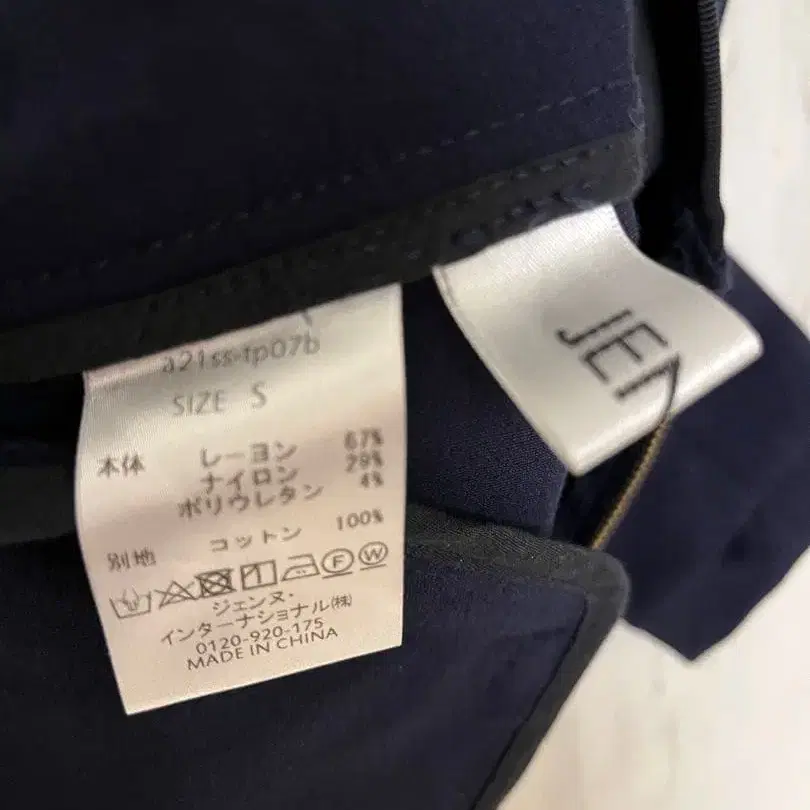 a21ss-tp07b
SIZE S
本体 レーヨン 67%
ナイロン 29%
ポリウレタン 4%
別地 コットン 100%
ジェンヌ・
インターナショナル(株)
0120-920-175
MADE IN CHINA
JE